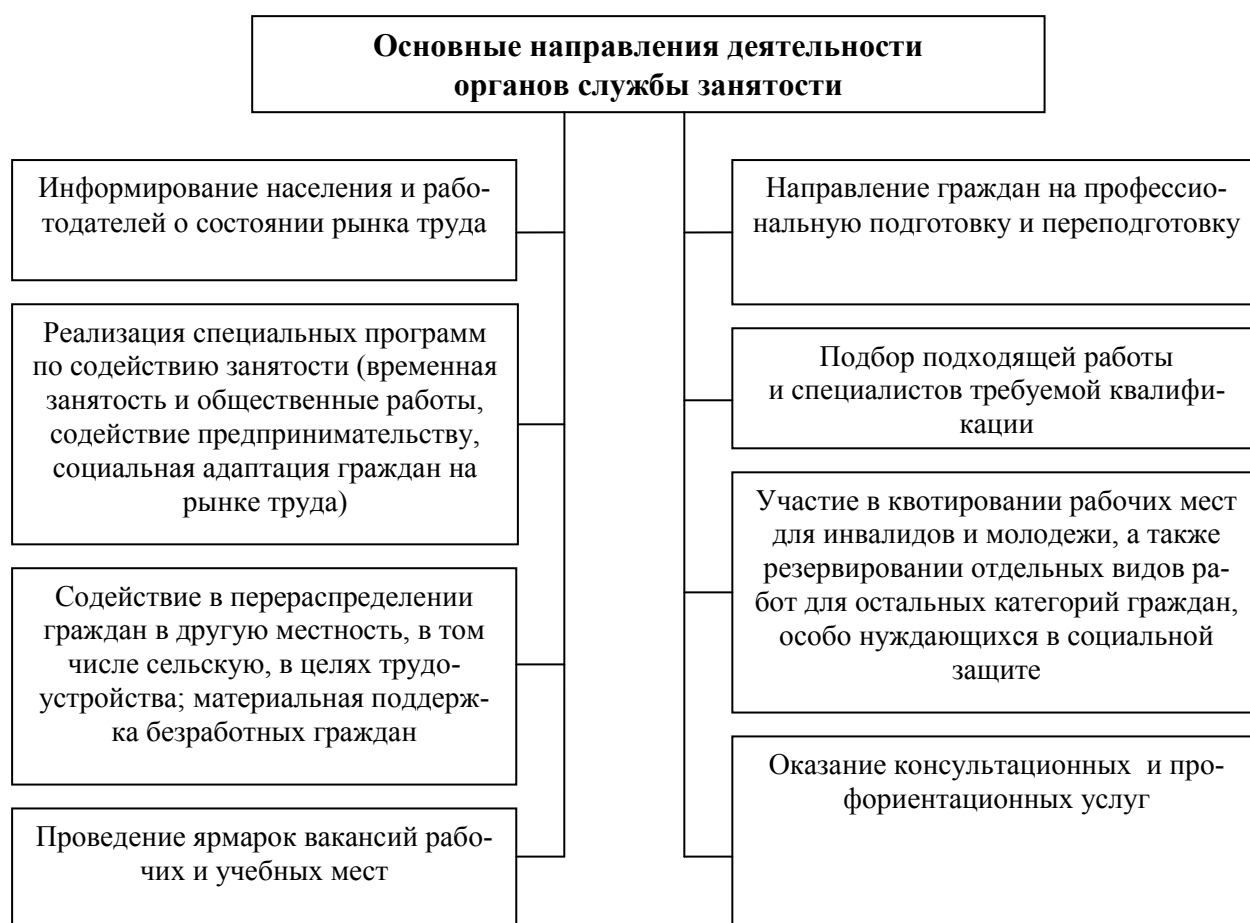 Основные направления деятельности
органов службы занятости
Информирование населения и рабо-
тодателей о состоянии рынка труда
Реализация специальных программ
по содействию занятости (временная
занятость и общественные работы,
содействие предпринимательству,
социальная адаптация граждан на
рынке труда)
Содействие в перераспределении
граждан в другую местность, в том
числе сельскую, в целях трудо-
устройства; материальная поддерж-
ка безработных граждан
Проведение ярмарок вакансий рабо-
чих и учебных мест
Направление граждан на профессио-
нальную подготовку и переподготовку
Подбор подходящей работы
и специалистов требуемой квалифи-
кации
Участие в квотировании рабочих мест
для инвалидов и молодежи, а также
резервировании отдельных видов ра-
бот для остальных категорий граждан,
особо нуждающихся в социальной
защите
Оказание консультационных и про-
фориентационных услуг